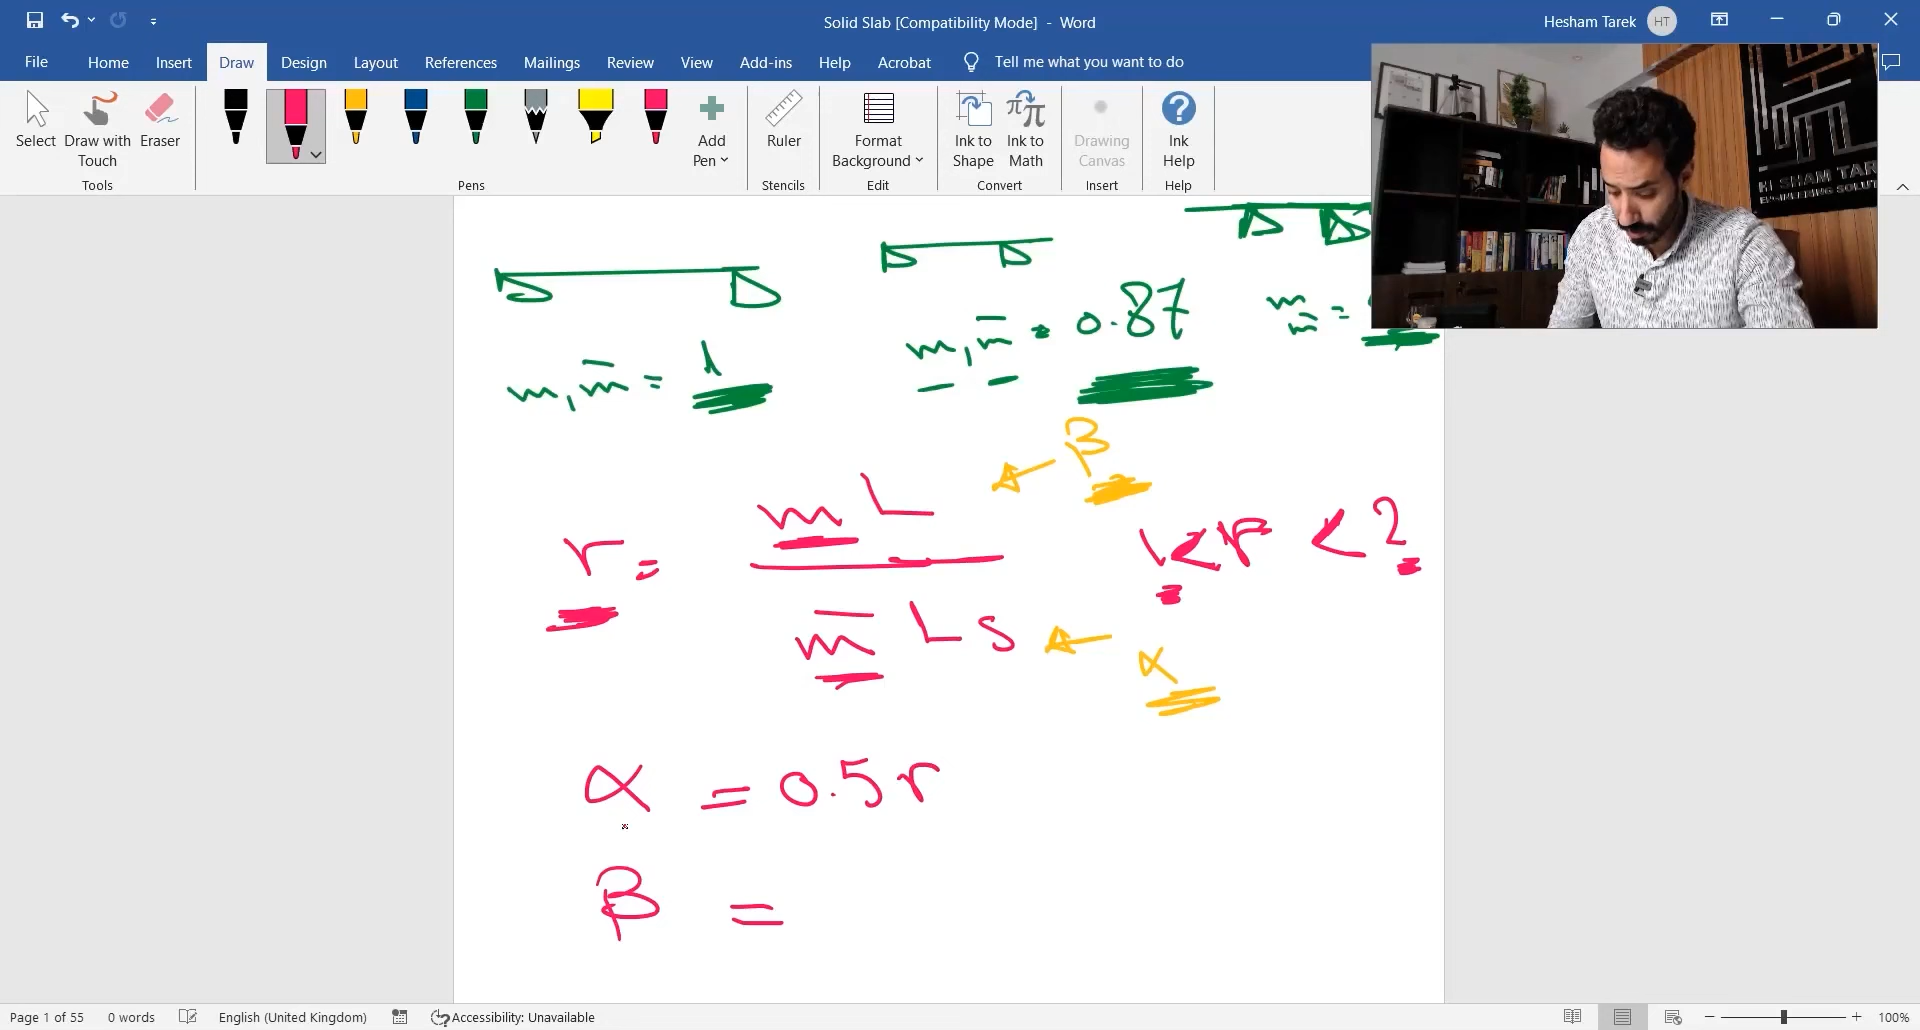 Solid Slab [Compatibility Mode] - Word
Hesham Tarek
HT
File Home Insert Draw Design Layout References Mailings Review View Add-ins Help Acrobat Tell me what you want to do
Select
Draw with Touch
Eraser
Add Pen
Ruler
Format Background
Ink to Shape
Ink to Math
Drawing Canvas
Ink Help
Tools
Pens
Stencils
Edit
Convert
Insert
Help
m, m̅ = 1
m, m̅ = 0.87
m
m̅ =
β
r = m L / m̅ Ls
1 < r < 2
α
α = 0.5 r
β =
Page 1 of 55
0 words
English (United Kingdom)
Accessibility: Unavailable
100%